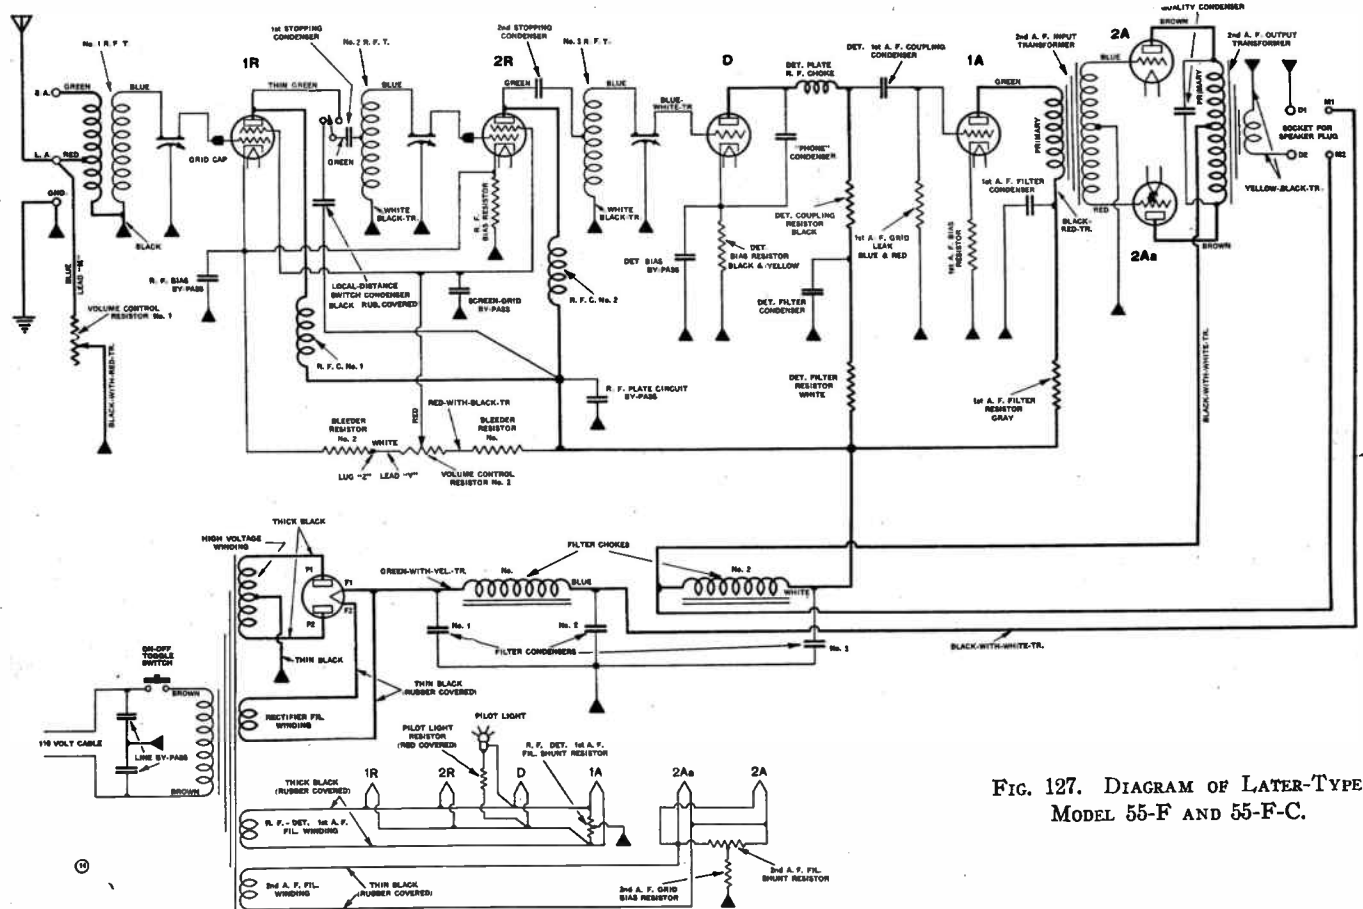 No. 1 R. F. T.
1st STOPPING
CONDENSER
No. 2 R. F. T.
2nd STOPPING
CONDENSER
No. 3 R. F. T.
DET. 1st A. F. COUPLING
CONDENSER
DET. PLATE
R. F. CHOKE
2nd A. F. INPUT
TRANSFORMER
QUALITY CONDENSER
BROWN
2nd A. F. OUTPUT
TRANSFORMER
1R
2R
D
1A
2A
2Aa
GREEN
BLUE
THIN GREEN
BLUE
GREEN
BLUE
BLUE-
WHITE-TR
GREEN
BLUE
PRIMARY
PRIMARY
L. A.
RED
GND.
GRID CAP
GREEN
BLACK
WHITE
BLACK-TR.
R. F.
BIAS RESISTOR
WHITE
BLACK-TR
"PHONE"
CONDENSER
DET. COUPLING
RESISTOR
BLACK
1st A. F. GRID
LEAK
BLUE & RED
1st A. F. FILTER
CONDENSER
1st A. F. BIAS
RESISTOR
BLACK-
RED-TR.
RED
BROWN
D1
D2
M1
M2
SOCKET FOR
SPEAKER PLUG
YELLOW-BLACK-TR.
BLUE
LEAD "M"
R. F. BIAS
BY-PASS
VOLUME CONTROL
RESISTOR No. 1
BLACK-WITH-RED-TR.
LOCAL-DISTANCE
SWITCH CONDENSER
BLACK RUB. COVERED)
SCREEN-GRID
BY-PASS
R. F. C. No. 2
R. F. C. No. 1
DET BIAS
BY-PASS
DET.
BIAS RESISTOR
BLACK & YELLOW
DET. FILTER
CONDENSER
DET. FILTER
RESISTOR
WHITE
1st A. F. FILTER
RESISTOR
GRAY
BLACK-WITH-WHITE-TR.
R. F. PLATE CIRCUIT
BY-PASS
RED
RED-WITH-BLACK-TR
BLEEDER
RESISTOR
No. 2
WHITE
BLEEDER
RESISTOR
No.
LUG "Z"
LEAD "V"
VOLUME CONTROL
RESISTOR No. 2
THICK BLACK
HIGH VOLTAGE
WINDING
P1
P2
F1
F2
GREEN-WITH-YEL.-TR.
FILTER CHOKES
No.
BLUE
No. 2
WHITE
No. 1
No. 2
No. 3
FILTER CONDENSERS
BLACK-WITH-WHITE-TR.
THIN BLACK
THIN BLACK
(RUBBER COVERED)
ON-OFF
TOGGLE
SWITCH
BROWN
110 VOLT CABLE
LINE BY-PASS
BROWN
RECTIFIER FIL.
WINDING
PILOT LIGHT
RESISTOR
(RED COVERED)
PILOT LIGHT
R. F. DET. 1st A. F.
FIL. SHUNT RESISTOR
THICK BLACK
(RUBBER COVERED)
1R
2R
D
1A
2Aa
2A
R. F. - DET. 1st A. F.
FIL. WINDING
2nd A. F. FIL.
WINDING
THIN BLACK
(RUBBER COVERED)
2nd A. F. GRID
BIAS RESISTOR
2nd A. F. FIL.
SHUNT RESISTOR
FIG. 127. DIAGRAM OF LATER-TYPE
MODEL 55-F AND 55-F-C.